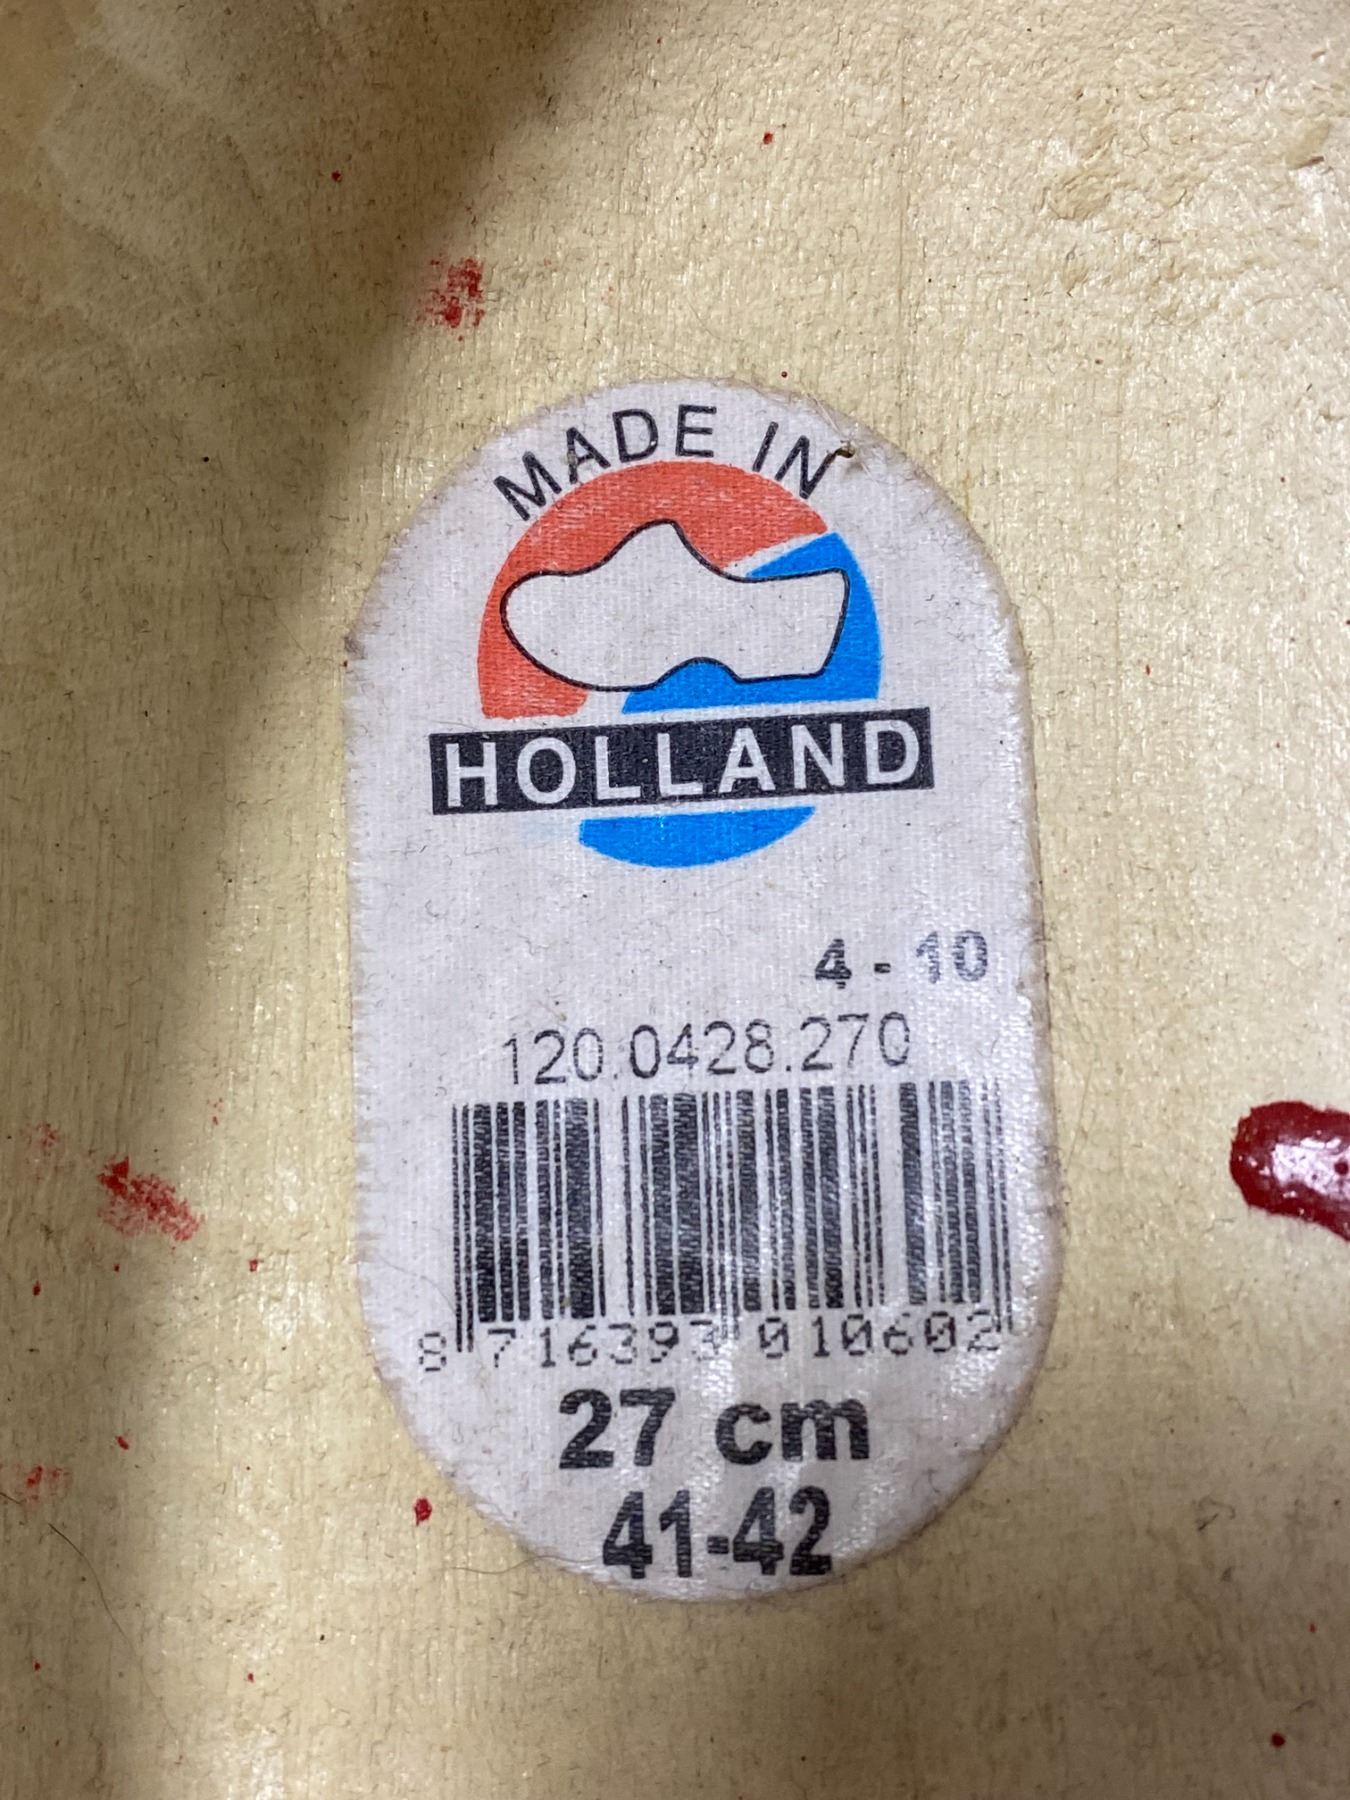 MADE IN
HOLLAND
4 - 10
120.0428.270
8 716393 010602
27 cm
41-42